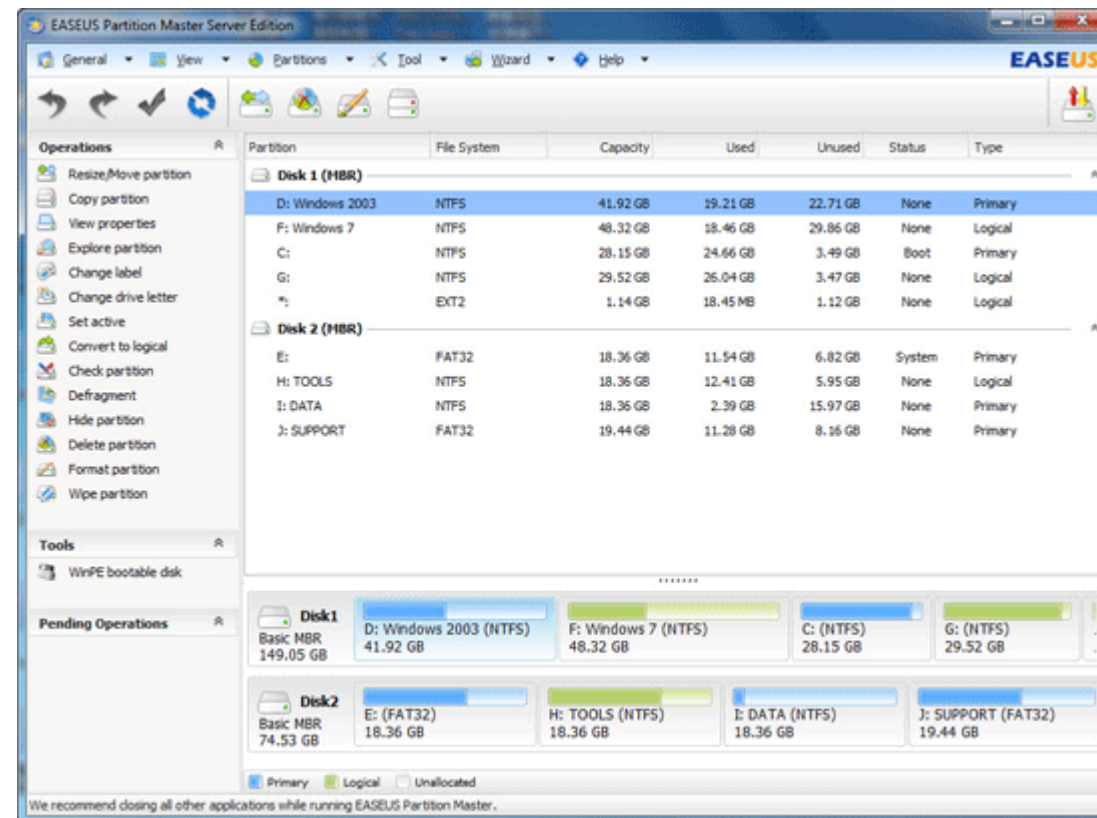 EASEUS Partition Master Server Edition
General View Partitions Tool Wizard Help EASEUS
Operations
Resize/Move partition
Copy partition
View properties
Explore partition
Change label
Change drive letter
Set active
Convert to logical
Check partition
Defragment
Hide partition
Delete partition
Format partition
Wipe partition
Tools
WinPE bootable disk
Pending Operations
Partition File System Capacity Used Unused Status Type
Disk 1 (MBR)
D: Windows 2003 NTFS 41.92 GB 19.21 GB 22.71 GB None Primary
F: Windows 7 NTFS 48.32 GB 18.46 GB 29.86 GB None Logical
C: NTFS 28.15 GB 24.66 GB 3.49 GB Boot Primary
G: NTFS 29.52 GB 26.04 GB 3.47 GB None Logical
*: EXT2 1.14 GB 18.45 MB 1.12 GB None Logical
Disk 2 (MBR)
E: FAT32 18.36 GB 11.54 GB 6.82 GB System Primary
H: TOOLS NTFS 18.36 GB 12.41 GB 5.95 GB None Logical
I: DATA NTFS 18.36 GB 2.39 GB 15.97 GB None Primary
J: SUPPORT FAT32 19.44 GB 11.28 GB 8.16 GB None Primary
Disk1
Basic MBR
149.05 GB
D: Windows 2003 (NTFS)
41.92 GB
F: Windows 7 (NTFS)
48.32 GB
C: (NTFS)
28.15 GB
G: (NTFS)
29.52 GB
Disk2
Basic MBR
74.53 GB
E: (FAT32)
18.36 GB
H: TOOLS (NTFS)
18.36 GB
I: DATA (NTFS)
18.36 GB
J: SUPPORT (FAT32)
19.44 GB
Primary Logical Unallocated
We recommend closing all other applications while running EASEUS Partition Master.